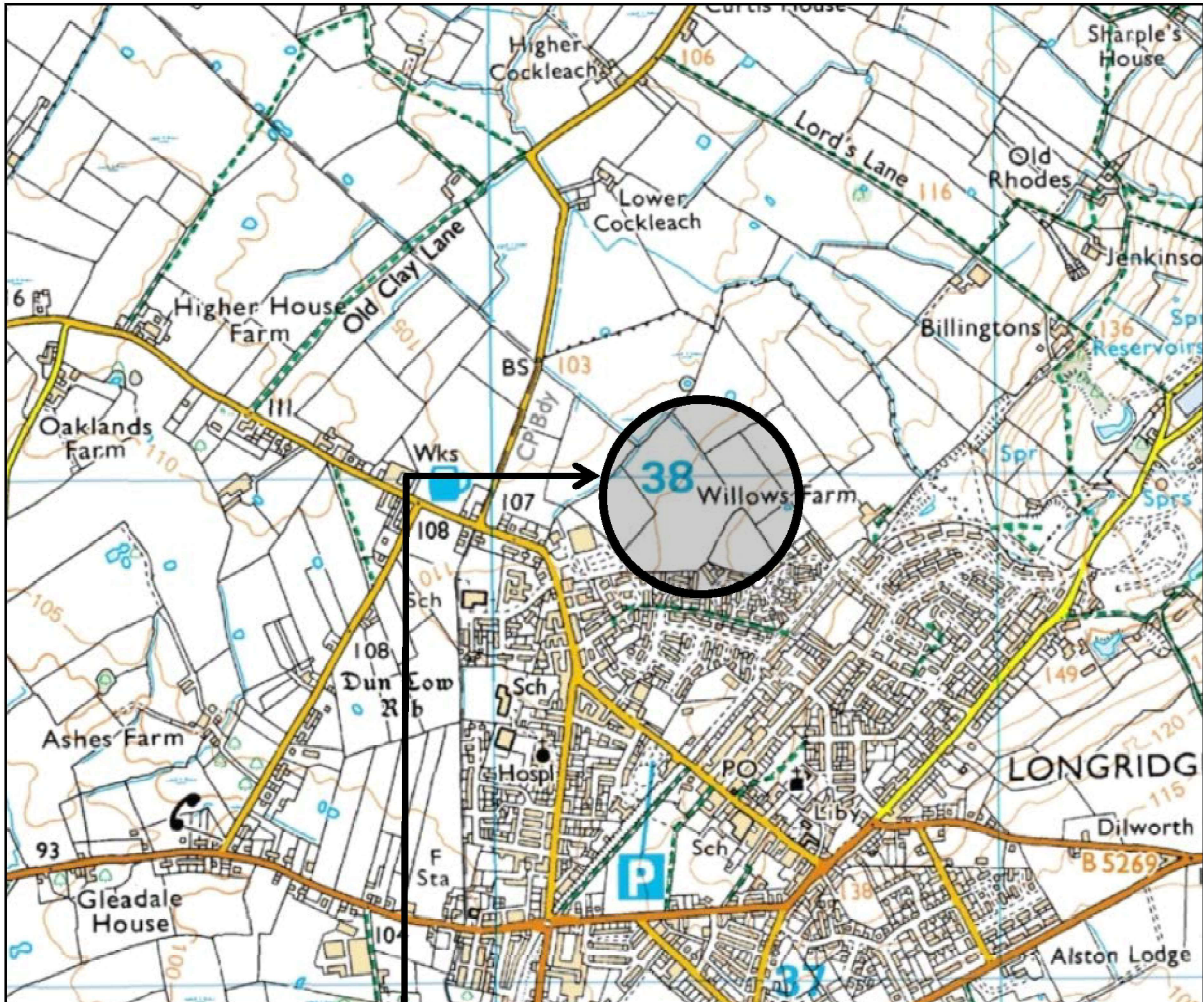 Curtis House
Sharple's
House
Higher
Cockleach
106
Lord's Lane
Old
Rhodes
116
Lower
Cockleach
Jenkinso
16
Higher House
Farm
Old Clay Lane
105
Billingtons
136
Sp
Reservoirs
BS
103
CP Bdy
111
Oaklands
Farm
110
Wks
38
Willows Farm
Spr
Sprs
107
108
110
105
Sch
108
Dun Cow
Rib
Sch
149
120
Ashes Farm
Hospl
PO
LONGRIDG
115
Liby
Dilworth
93
F
Sta
Sch
P
B 5269
138
Gleadale
House
104
100
37
Alston Lodge